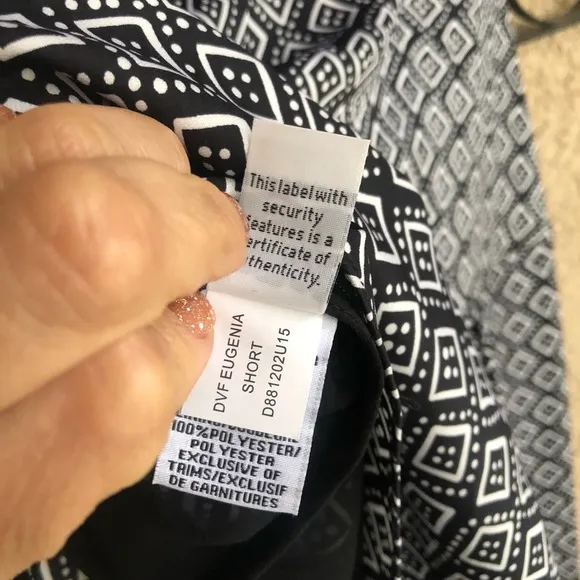 This label with
security
features is a
certificate of
authenticity.
DVF EUGENIA
SHORT
D881202U15
100%POLYESTER/
POLYESTER
EXCLUSIVE OF
TRIMS/EXCLUSIF
DE GARNITURES